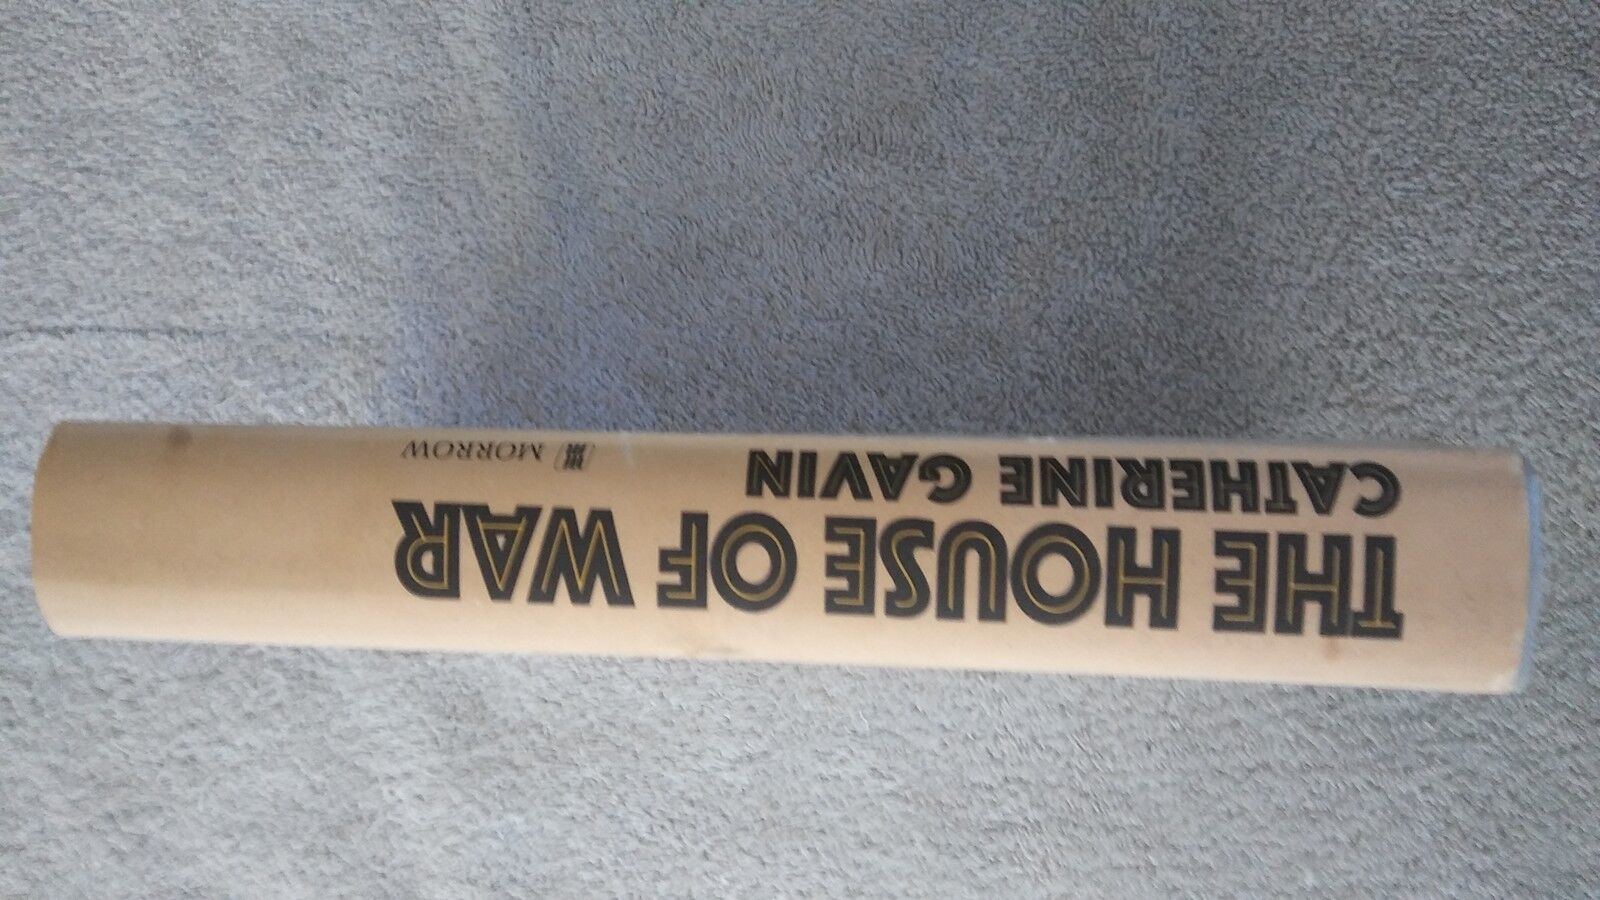 THE HOUSE OF WAR
CATHERINE GAVIN
MORROW